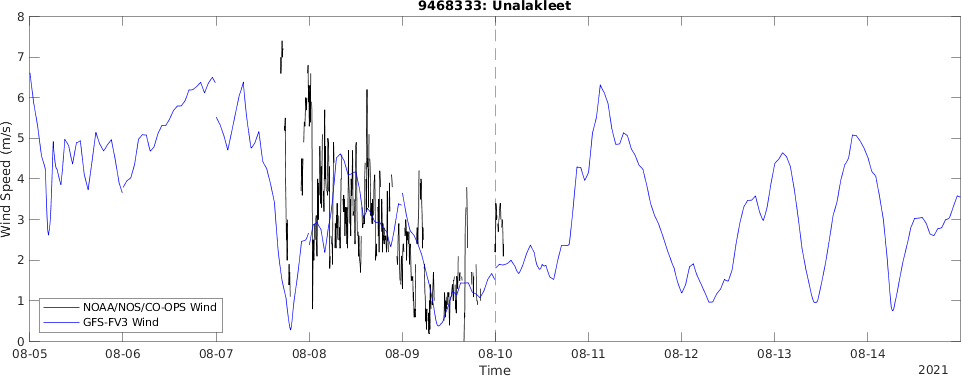 9468333: Unalakleet
8
7
6
5
4
3
2
1
0
Wind Speed (m/s)
NOAA/NOS/CO-OPS Wind
GFS-FV3 Wind
08-05 08-06 08-07 08-08 08-09 08-10 08-11 08-12 08-13 08-14
Time
2021